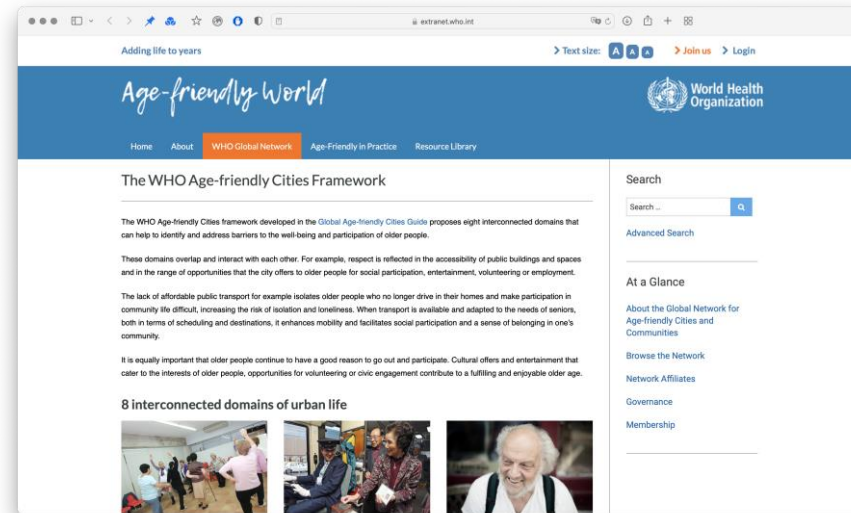 extranet.who.int
Adding life to years
Text size: A A A
Join us
Login
Age-friendly World
World Health
Organization
Home About WHO Global Network Age-Friendly in Practice Resource Library
The WHO Age-friendly Cities Framework
The WHO Age-friendly Cities framework developed in the Global Age-friendly Cities Guide proposes eight interconnected domains that
can help to identify and address barriers to the well-being and participation of older people.
These domains overlap and interact with each other. For example, respect is reflected in the accessibility of public buildings and spaces
and in the range of opportunities that the city offers to older people for social participation, entertainment, volunteering or employment.
The lack of affordable public transport for example isolates older people who no longer drive in their homes and make participation in
community life difficult, increasing the risk of isolation and loneliness. When transport is available and adapted to the needs of seniors,
both in terms of scheduling and destinations, it enhances mobility and facilitates social participation and a sense of belonging in one's
community.
It is equally important that older people continue to have a good reason to go out and participate. Cultural offers and entertainment that
cater to the interests of older people, opportunities for volunteering or civic engagement contribute to a fulfilling and enjoyable older age.
8 interconnected domains of urban life
Search
Search ...
Advanced Search
At a Glance
About the Global Network for
Age-friendly Cities and
Communities
Browse the Network
Network Affiliates
Governance
Membership